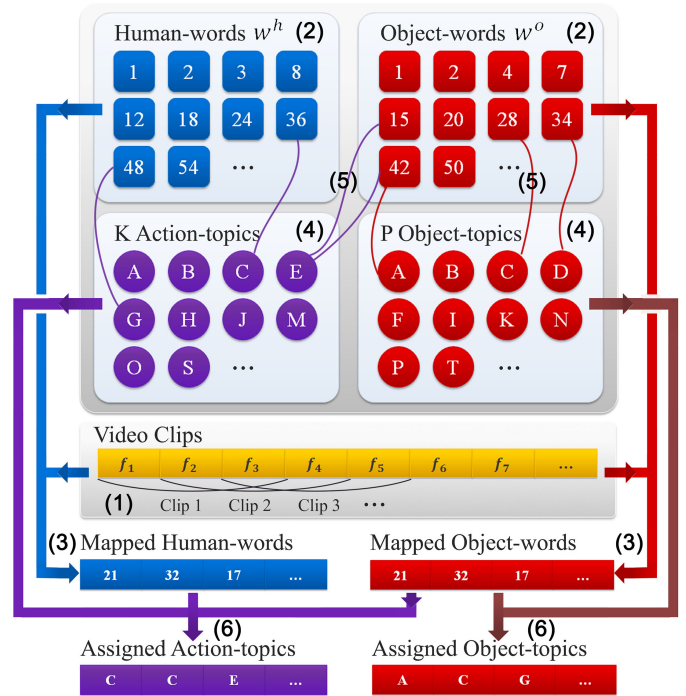 Human-words wʰ (2)
1 2 3 8
12 18 24 36
48 54 ...
Object-words wᵒ (2)
1 2 4 7
15 20 28 34
42 50 ...
(5) (5)
K Action-topics (4)
A B C E
G H J M
O S ...
P Object-topics (4)
A B C D
F I K N
P T ...
Video Clips
f₁ f₂ f₃ f₄ f₅ f₆ f₇ ...
(1) Clip 1 Clip 2 Clip 3 ...
(3)
Mapped Human-words
21 32 17 ...
Mapped Object-words
(3)
21 32 17 ...
(6) (6)
Assigned Action-topics
C C E ...
Assigned Object-topics
A C G ...